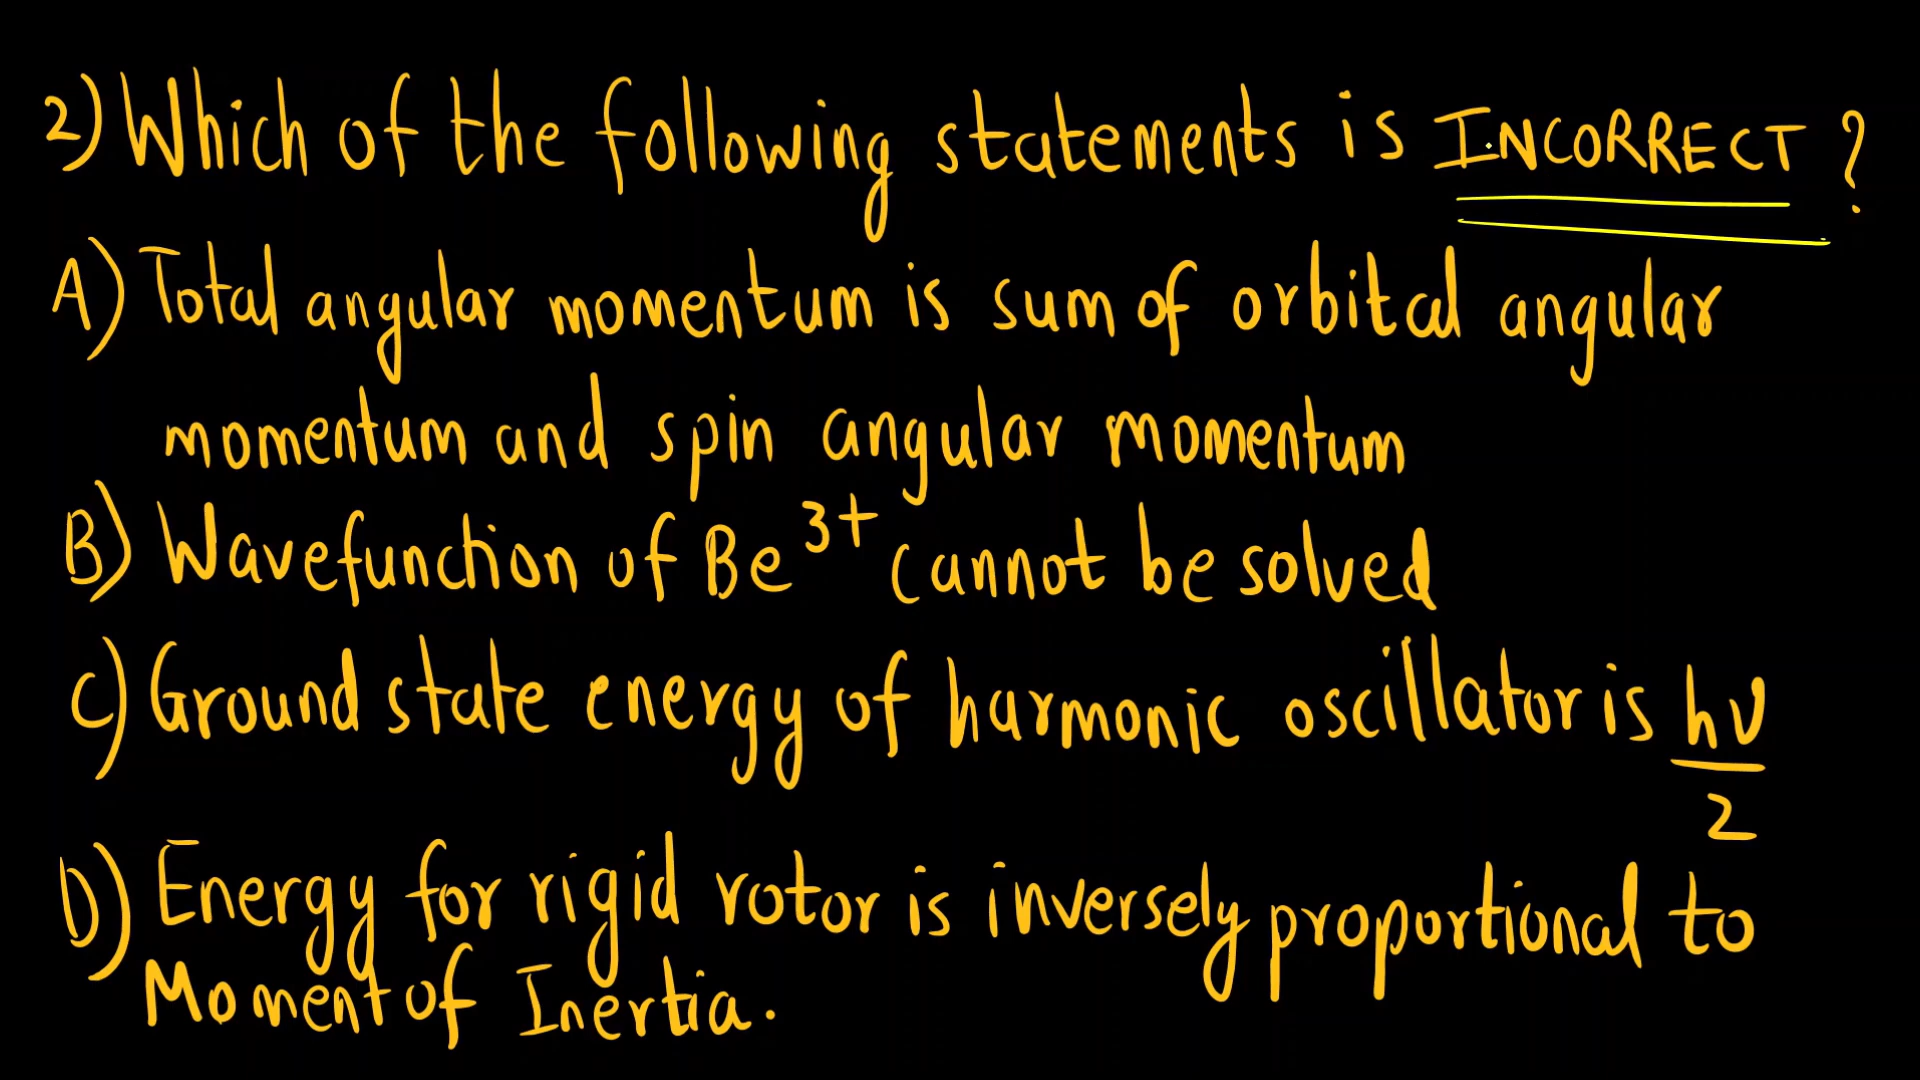 2) Which of the following statements is INCORRECT ?
A) Total angular momentum is sum of orbital angular
momentum and spin angular momentum
B) Wavefunction of Be³⁺ cannot be solved
C) Ground state energy of harmonic oscillator is hν/2
D) Energy for rigid rotor is inversely proportional to
Moment of Inertia.